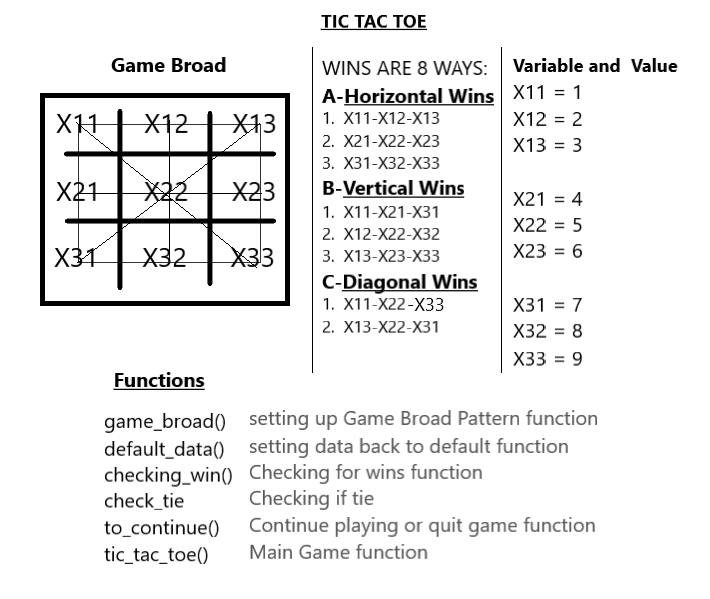 TIC TAC TOE
Game Broad
X11 X12 X13
X21 X22 X23
X31 X32 X33
WINS ARE 8 WAYS:
A-Horizontal Wins
1. X11-X12-X13
2. X21-X22-X23
3. X31-X32-X33
B-Vertical Wins
1. X11-X21-X31
2. X12-X22-X32
3. X13-X23-X33
C-Diagonal Wins
1. X11-X22-X33
2. X13-X22-X31
Variable and Value
X11 = 1
X12 = 2
X13 = 3
X21 = 4
X22 = 5
X23 = 6
X31 = 7
X32 = 8
X33 = 9
Functions
game_broad() setting up Game Broad Pattern function
default_data() setting data back to default function
checking_win() Checking for wins function
check_tie Checking if tie
to_continue() Continue playing or quit game function
tic_tac_toe() Main Game function